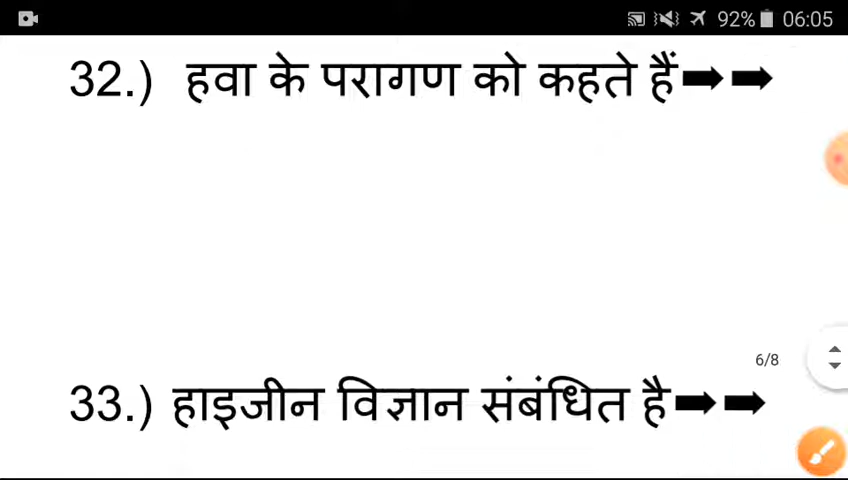 92% 06:05
32.) हवा के परागण को कहते हैं➡➡
6/8
33.) हाइजीन विज्ञान संबंधित है➡➡